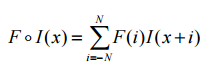 F ∘ I(x) = ∑_{i=-N}^{N} F(i)I(x+i)